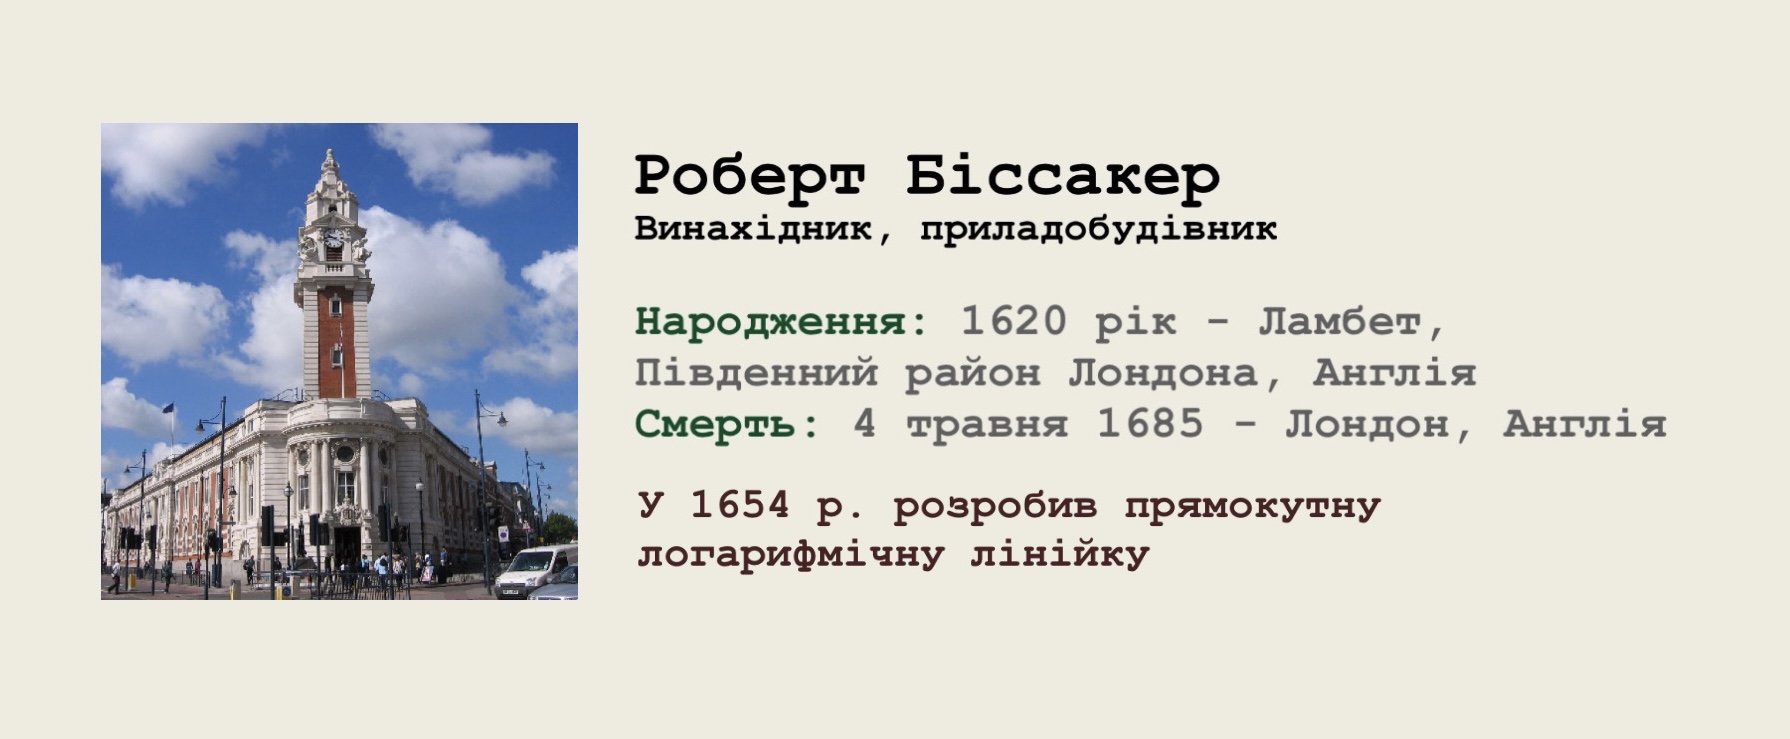 Роберт Біссакер
Винахідник, приладобудівник
Народження: 1620 рік - Ламбет,
Південний район Лондона, Англія
Смерть: 4 травня 1685 - Лондон, Англія
У 1654 р. розробив прямокутну
логарифмічну лінійку